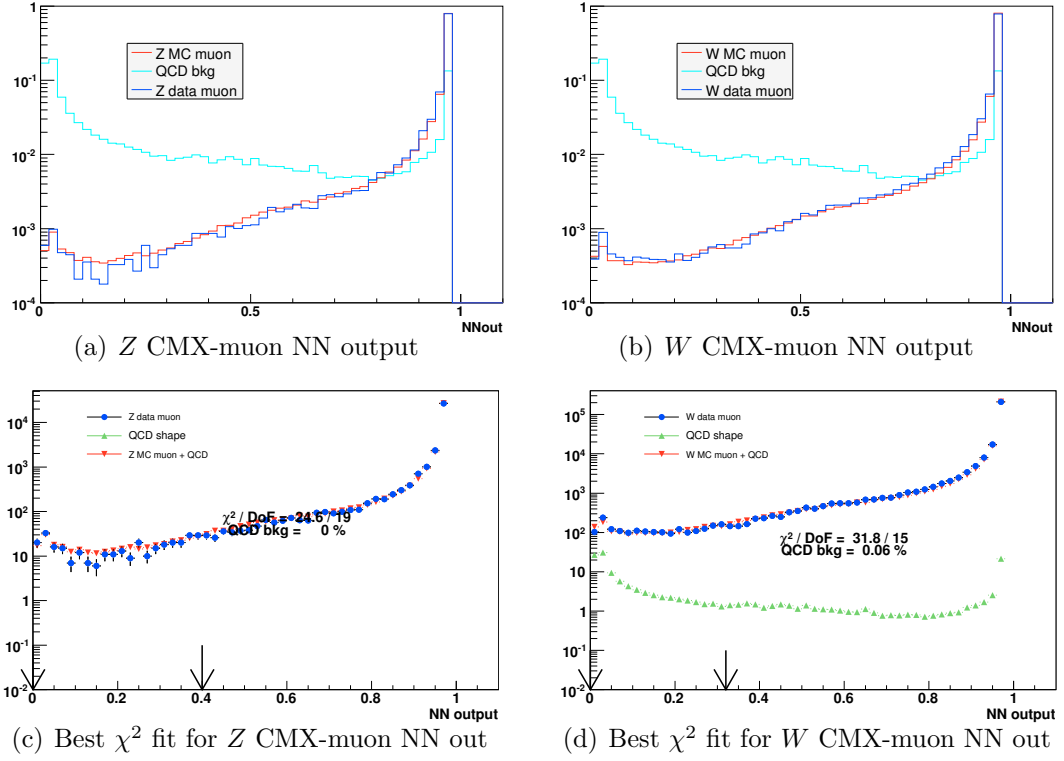 10⁻¹
10⁻²
10⁻³
10⁻⁴
1
Z MC muon
QCD bkg
Z data muon
0
0.5
1
NNout
(a) Z CMX-muon NN output
1
10⁻¹
10⁻²
10⁻³
10⁻⁴
W MC muon
QCD bkg
W data muon
0
0.5
1
NNout
(b) W CMX-muon NN output
10⁴
10³
10²
10
1
10⁻¹
10⁻²
Z data muon
QCD shape
Z MC muon + QCD
χ² / DoF = 24.6 / 19
QCD bkg = 0 %
0
0.2
0.4
0.6
0.8
1
NN output
(c) Best χ² fit for Z CMX-muon NN out
10⁵
10⁴
10³
10²
10
1
10⁻¹
10⁻²
W data muon
QCD shape
W MC muon + QCD
χ² / DoF = 31.8 / 15
QCD bkg = 0.06 %
0
0.2
0.4
0.6
0.8
1
NN output
(d) Best χ² fit for W CMX-muon NN out